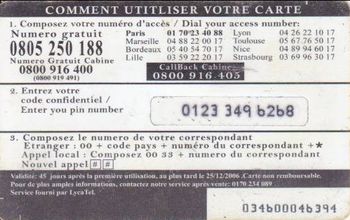 COMMENT UTITLISER VOTRE CARTE
1. Composez votre numéro d'accès / Dial your access number:
Numero gratuit
0805 250 188
Numero Gratuit Cabine
0800 916 400
(0800 919 491)
Paris 01 70 23 40 88 Lyon 04 26 22 10 17
Marseille 04 88 22 00 17 Toulouse 05 67 76 50 17
Bordeaux 05 40 54 70 17 Nice 04 89 94 60 17
Lille 03 59 22 20 17 Strasbourg 03 69 96 30 17
CallBack Cabine
0800 916 405
2. Entrez votre
code confidentiel /
Enter you pin number
0123 349 6268
3. Composez le numero de votre correspondant
Etranger : 00 + code pays + numéro du correspondant +*
Appel local : Composez 00 33 + numero du correspondant
Nouvel appel ##
Validité: 45 jours après la premiere utilisation, au plus tard le 25/12/2006 .Carte non remboursable.
Pour de plus amples informations, contactez notre service après vente: 0170 234 089
Service fourni par LycaTel.
034600046394